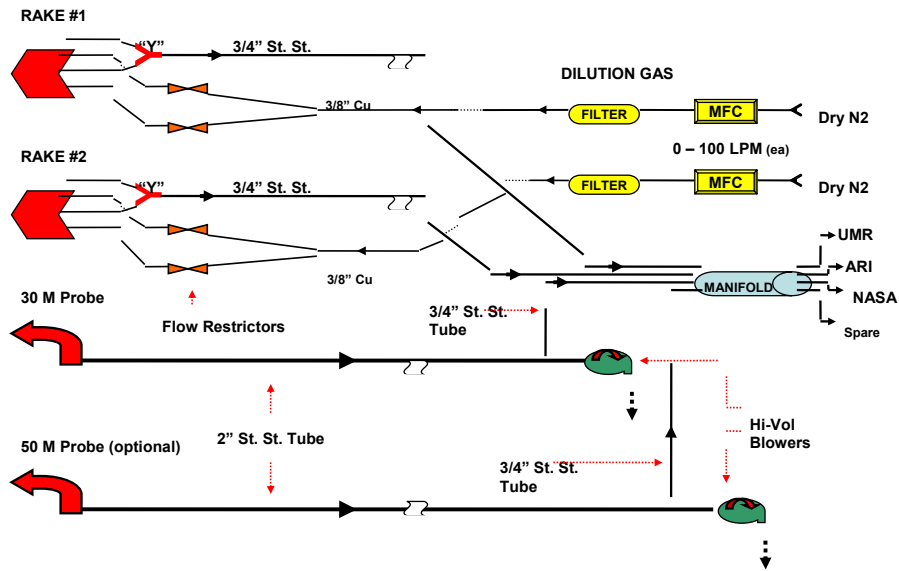 RAKE #1
"Y"
3/4" St. St.
DILUTION GAS
3/8" Cu
FILTER
MFC
Dry N2
0 – 100 LPM (ea)
RAKE #2
"Y"
3/4" St. St.
FILTER
MFC
Dry N2
UMR
ARI
3/8" Cu
MANIFOLD
NASA
30 M Probe
Flow Restrictors
3/4" St. St.
Tube
Spare
2" St. St. Tube
Hi-Vol
Blowers
50 M Probe (optional)
3/4" St. St.
Tube